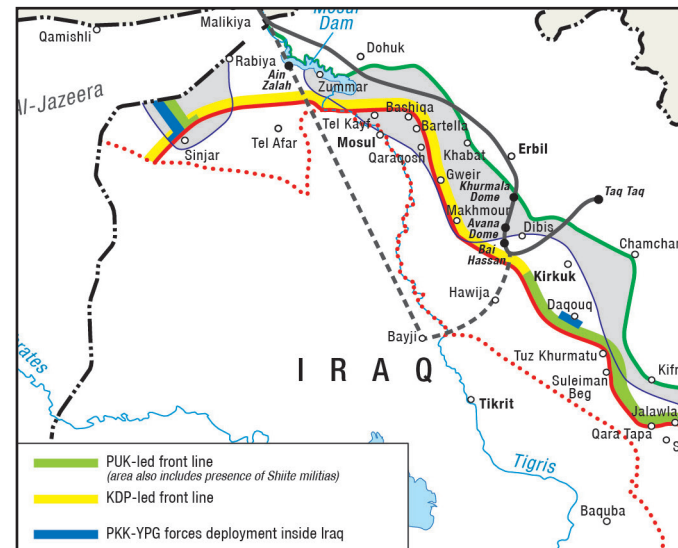 Malikiya
Mosul
Dam
Qamishli
Dohuk
Rabiya
Ain
Zalah
Zummar
Al-Jazeera
Bashiqa
Tel Kayf
Bartella
Tel Afar
Mosul
Erbil
Sinjar
Qaraqosh
Khabat
Gweir
Khurmala
Dome
Taq Taq
Makhmour
Avana
Dome
Dibis
Bai
Hassan
Chamchar
Kirkuk
Hawija
Daqouq
Bayji
IRAQ
Tuz Khurmatu
Suleiman
Beg
Kifr
Tikrit
Jalawla
Qara Tapa
S
Tigris
Baquba
PUK-led front line
(area also includes presence of Shiite militias)
KDP-led front line
PKK-YPG forces deployment inside Iraq